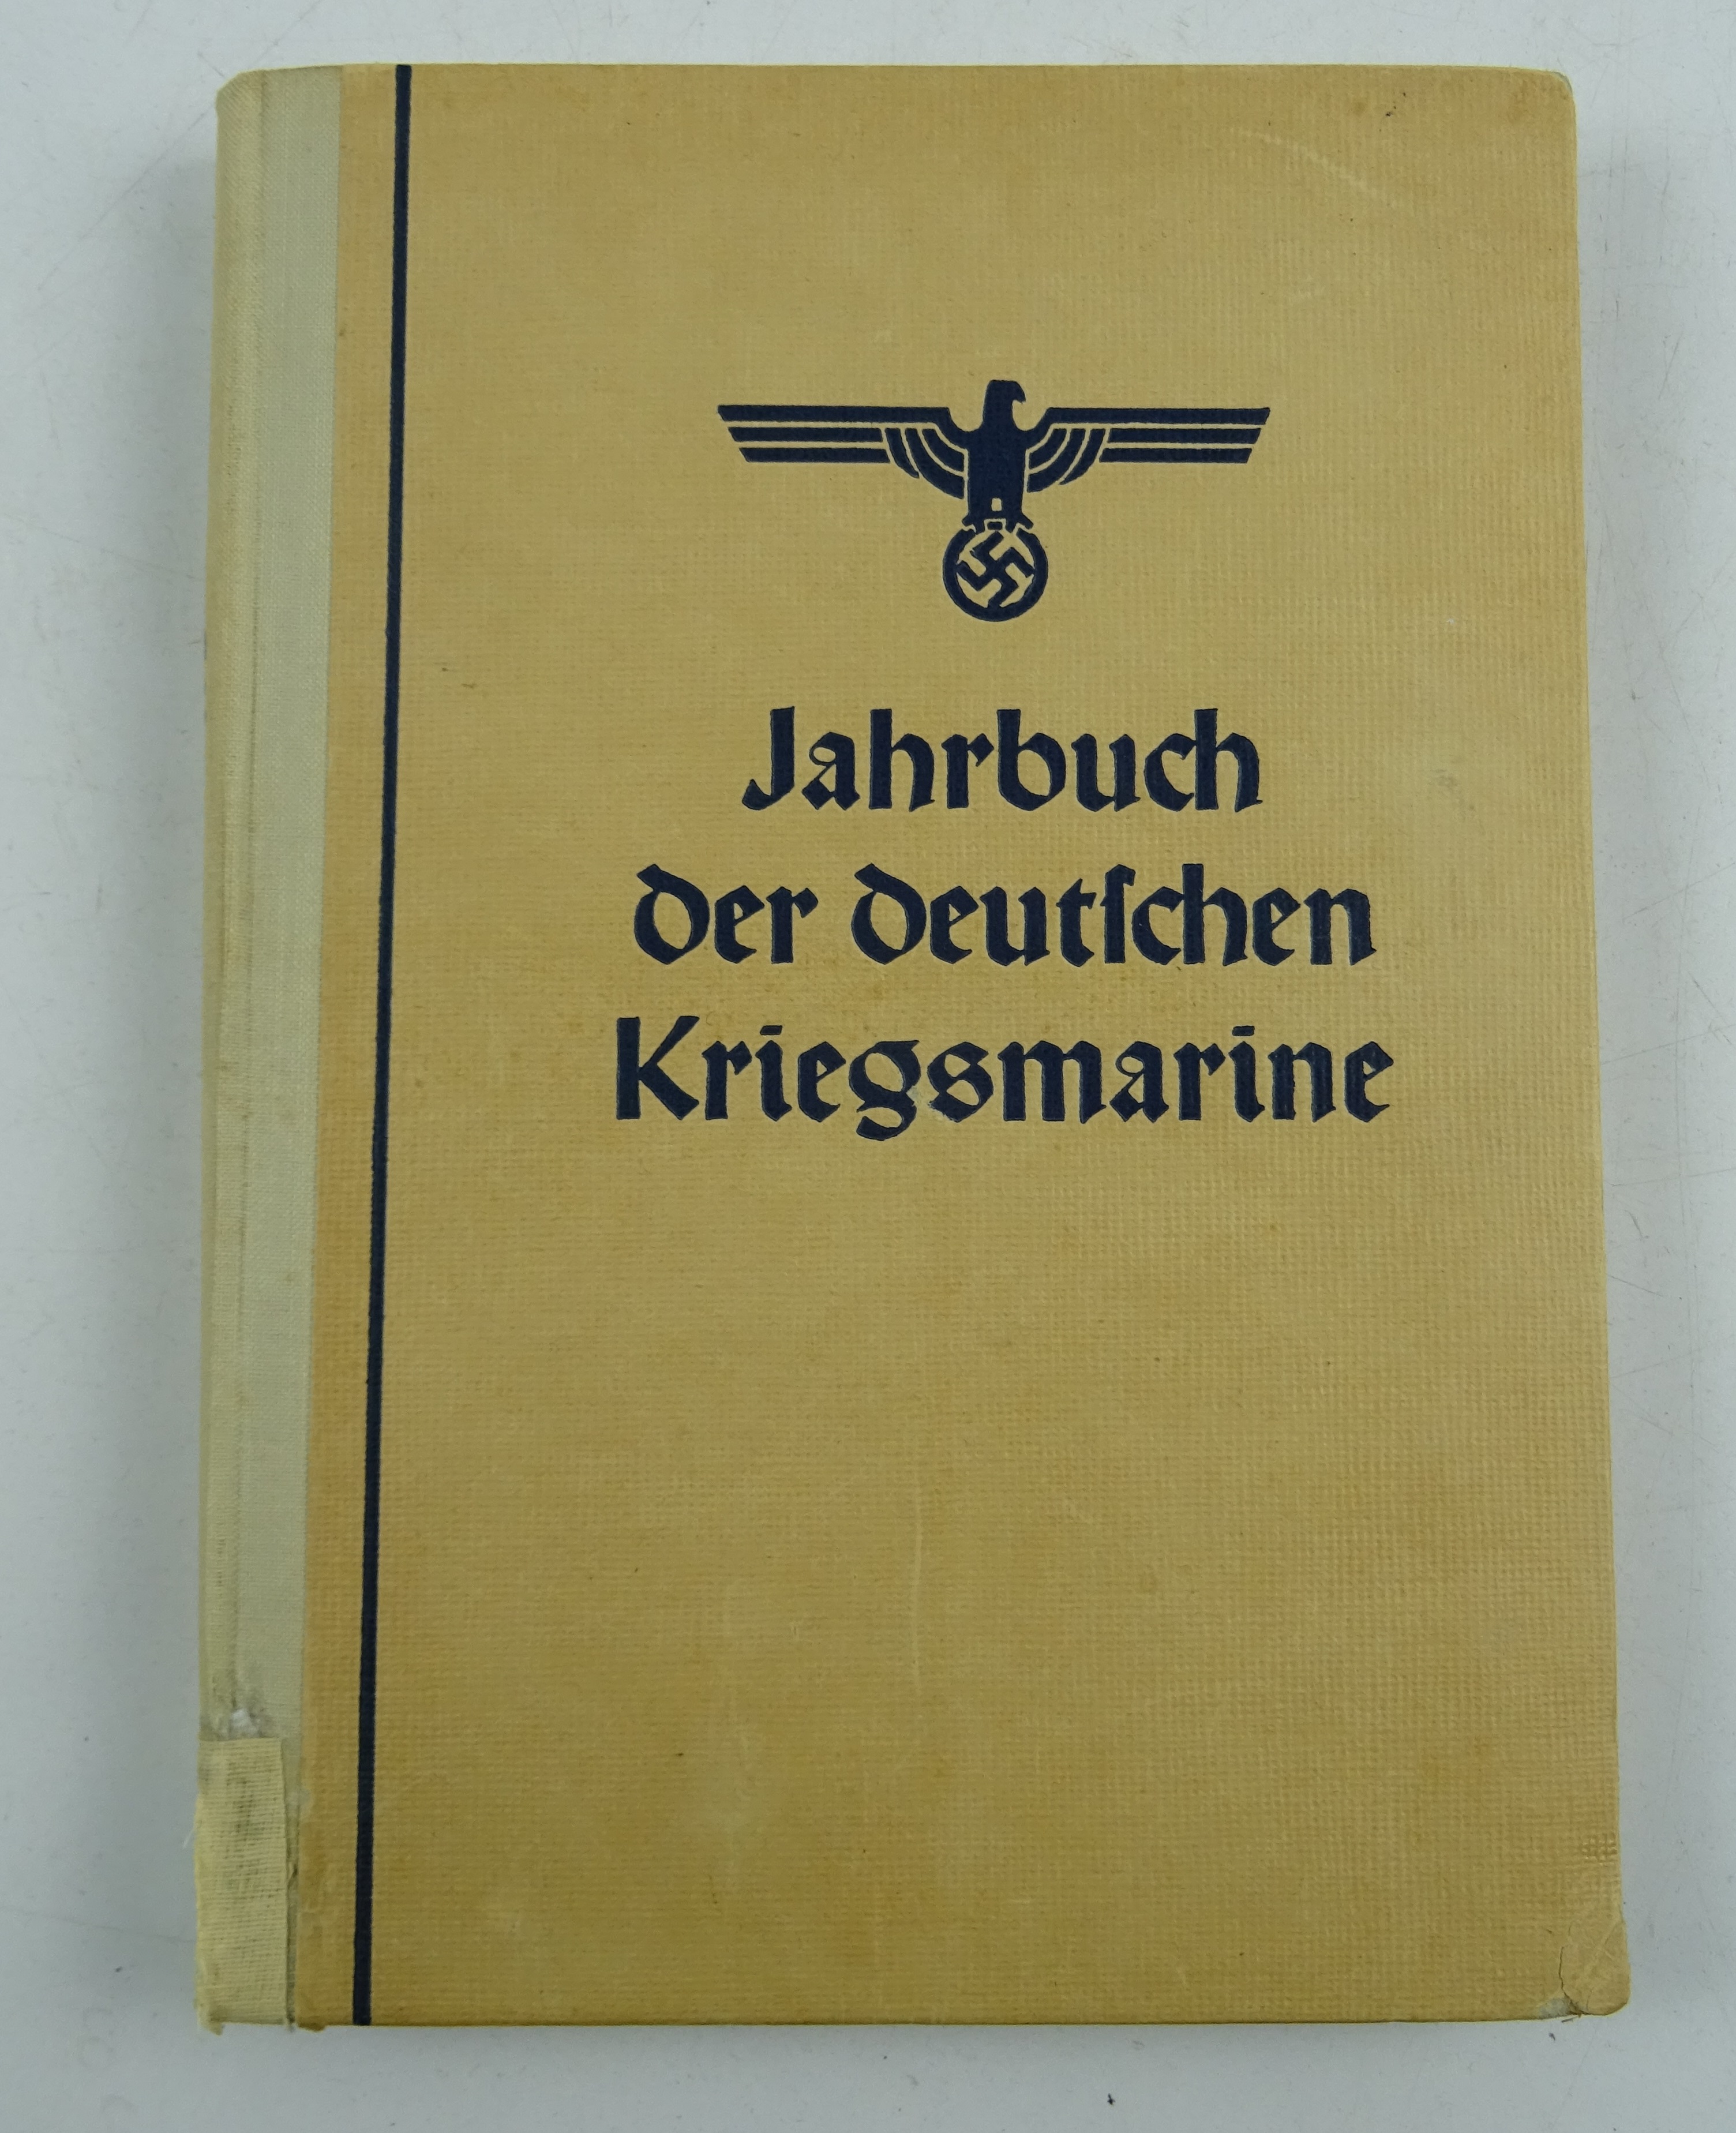 Jahrbuch
der deutſchen
Kriegsmarine